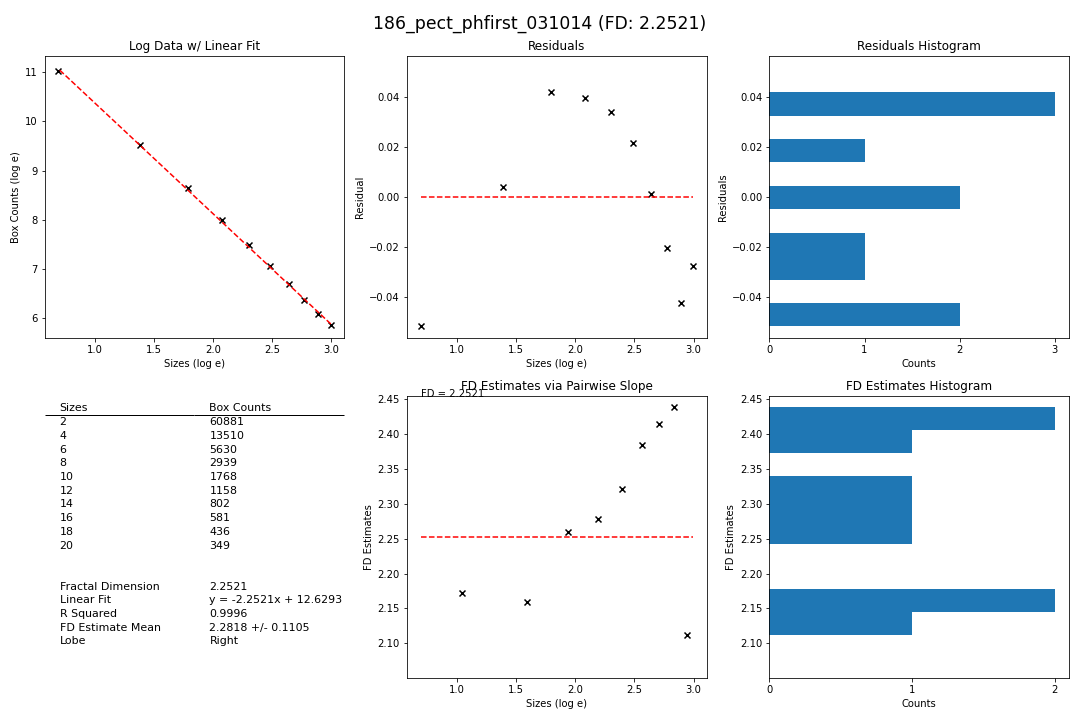 186_pect_phfirst_031014 (FD: 2.2521)
Log Data w/ Linear Fit
Box Counts (log e)
11
10
9
8
7
6
1.0 1.5 2.0 2.5 3.0
Sizes (log e)
Residuals
Residual
0.04
0.02
0.00
−0.02
−0.04
1.0 1.5 2.0 2.5 3.0
Sizes (log e)
Residuals Histogram
Residuals
0.04
0.02
0.00
−0.02
−0.04
0 1 2 3
Counts
Sizes Box Counts
2 60881
4 13510
6 5630
8 2939
10 1768
12 1158
14 802
16 581
18 436
20 349
Fractal Dimension 2.2521
Linear Fit y = -2.2521x + 12.6293
R Squared 0.9996
FD Estimate Mean 2.2818 +/- 0.1105
Lobe Right
FD Estimates via Pairwise Slope
FD = 2.2521
FD Estimates
2.45
2.40
2.35
2.30
2.25
2.20
2.15
2.10
1.0 1.5 2.0 2.5 3.0
Sizes (log e)
FD Estimates Histogram
FD Estimates
2.45
2.40
2.35
2.30
2.25
2.20
2.15
2.10
0 1 2
Counts